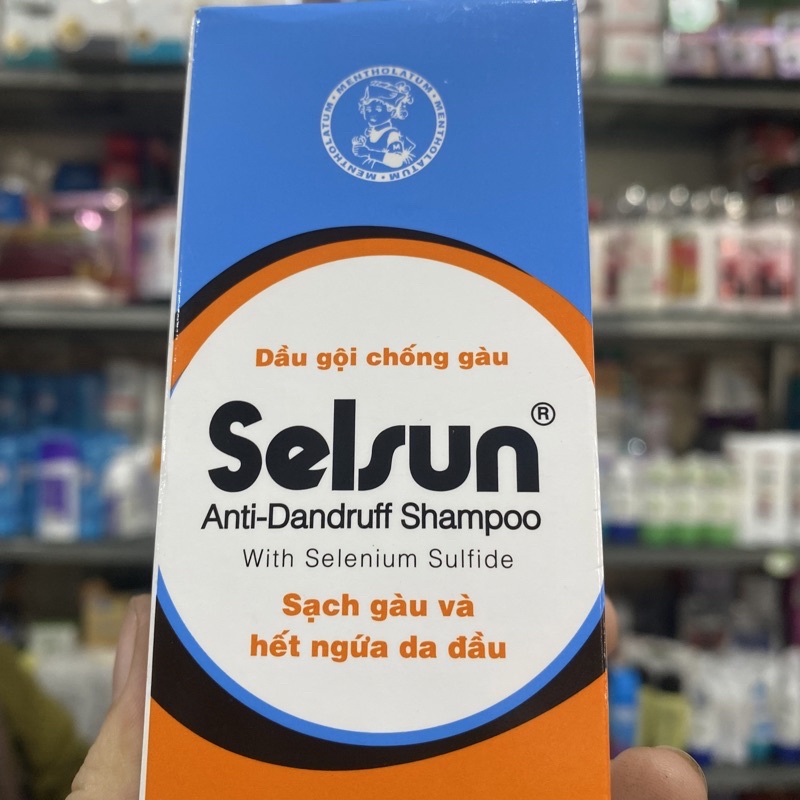 MENTHOLATUM · MENTHOLATUM · MENTHOLATUM ·
Dầu gội chống gàu
Selsun®
Anti-Dandruff Shampoo
With Selenium Sulfide
Sạch gàu và
hết ngứa da đầu